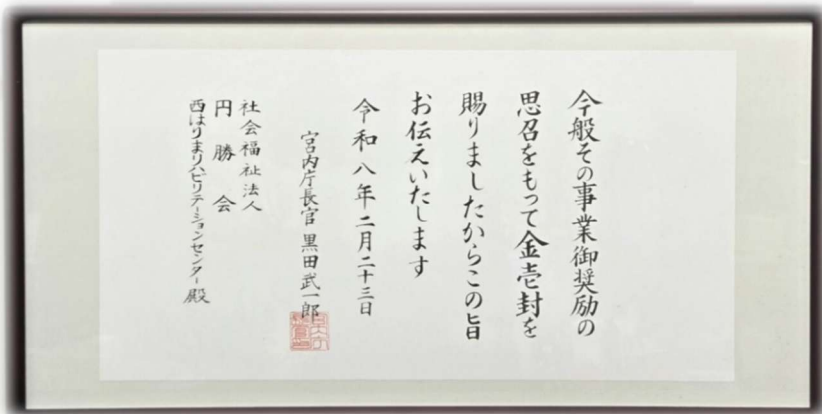 今般その事業御奨励の
思召をもって金壱封を
賜りましたからこの旨
お伝えいたします
令和八年二月二十三日
宮内庁長官 黒田武一郎
社会福祉法人
円勝会
西はりまリハビリテーションセンター殿